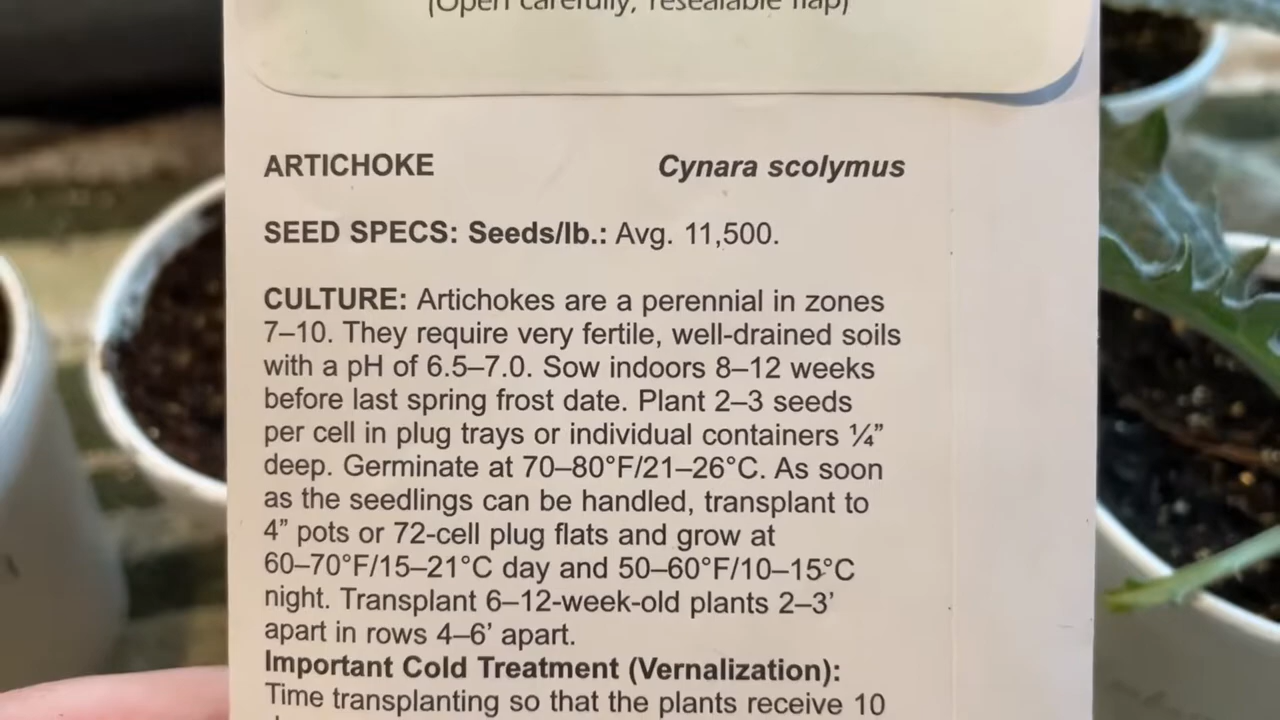 (Open carefully, resealable flap)
ARTICHOKE Cynara scolymus
SEED SPECS: Seeds/lb.: Avg. 11,500.
CULTURE: Artichokes are a perennial in zones
7–10. They require very fertile, well-drained soils
with a pH of 6.5–7.0. Sow indoors 8–12 weeks
before last spring frost date. Plant 2–3 seeds
per cell in plug trays or individual containers ¼”
deep. Germinate at 70–80°F/21–26°C. As soon
as the seedlings can be handled, transplant to
4” pots or 72-cell plug flats and grow at
60–70°F/15–21°C day and 50–60°F/10–15°C
night. Transplant 6–12-week-old plants 2–3’
apart in rows 4–6’ apart.
Important Cold Treatment (Vernalization):
Time transplanting so that the plants receive 10